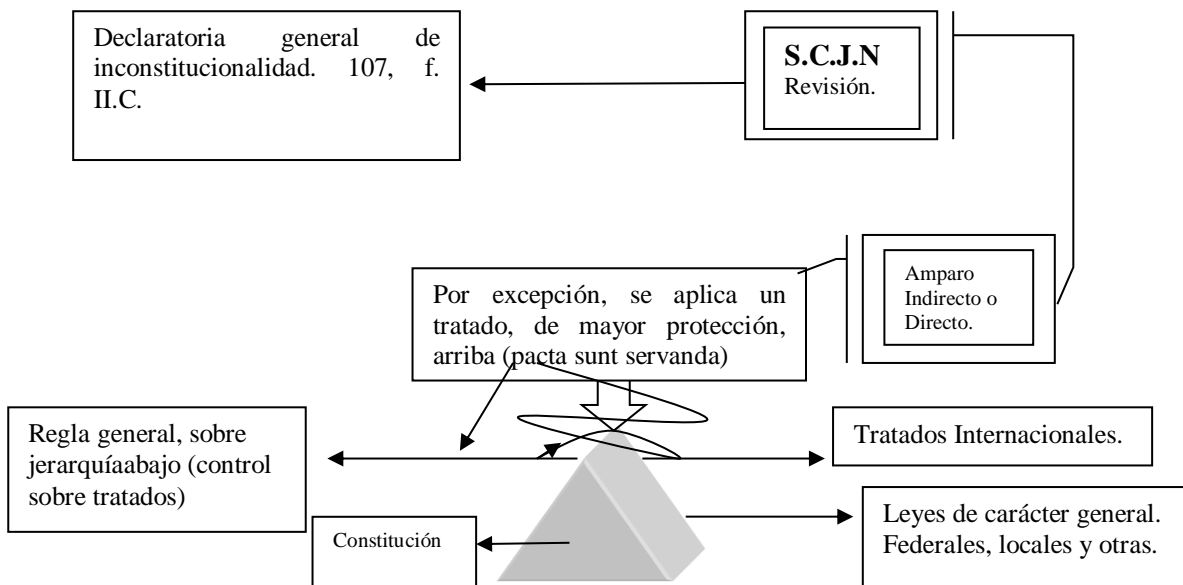 Declaratoria general de
inconstitucionalidad. 107, f.
II.C.
S.C.J.N
Revisión.
Amparo
Indirecto o
Directo.
Por excepción, se aplica un
tratado, de mayor protección,
arriba (pacta sunt servanda)
Regla general, sobre
jerarquíaabajo (control
sobre tratados)
Tratados Internacionales.
Constitución
Leyes de carácter general.
Federales, locales y otras.